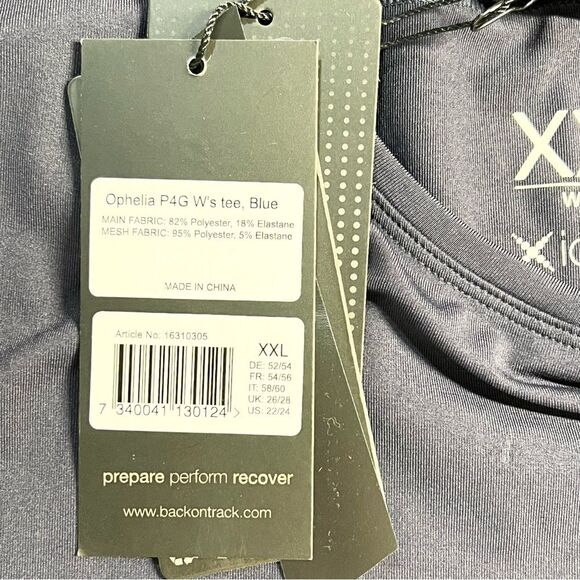 Ophelia P4G W's tee, Blue
MAIN FABRIC: 82% Polyester, 18% Elastane
MESH FABRIC: 95% Polyester, 5% Elastane
MADE IN CHINA
Article No: 16310305
XXL
DE: 52/54
FR: 54/56
IT: 58/60
UK: 26/28
US: 22/24
7 340041 130124 >
prepare perform recover
www.backontrack.com